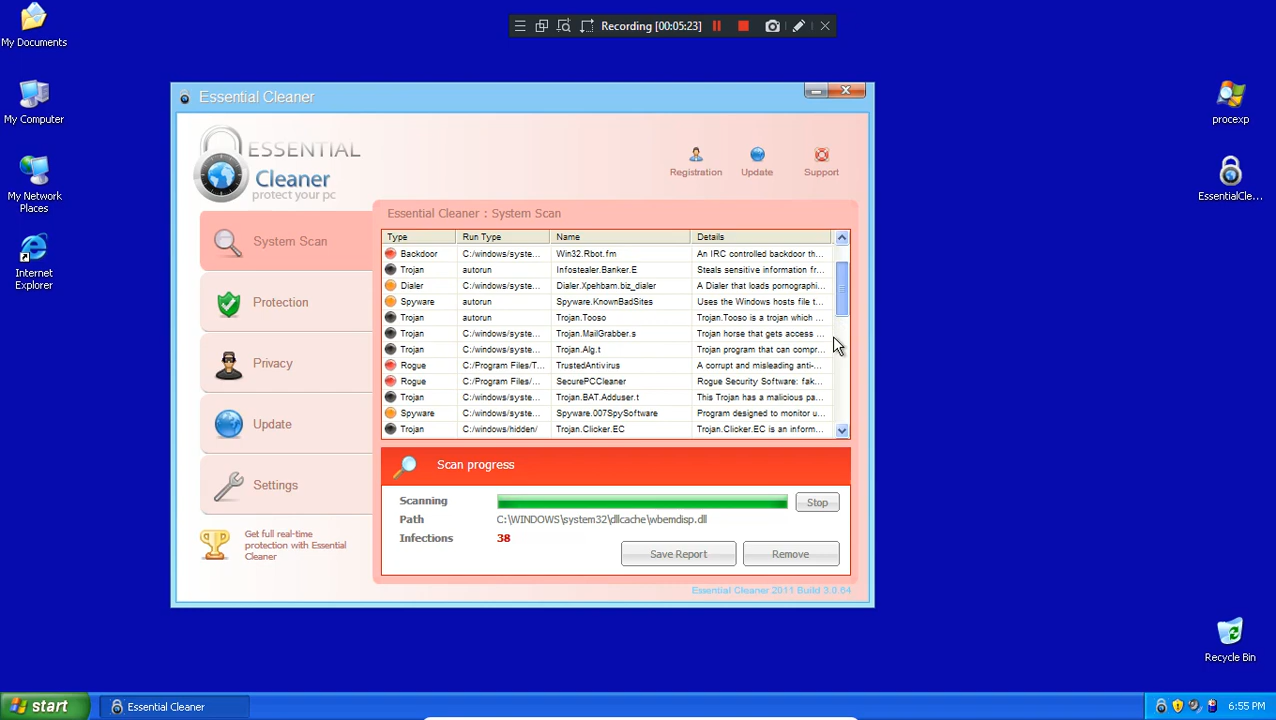 Recording [00:05:23]
My Documents
My Computer
My Network
Places
Internet
Explorer
procexp
EssentialCle...
Recycle Bin
Essential Cleaner
ESSENTIAL
Cleaner
protect your pc
Registration
Update
Support
System Scan
Protection
Privacy
Update
Settings
Get full real-time
protection with Essential
Cleaner
Essential Cleaner : System Scan
Type Run Type Name Details
Backdoor C:/windows/syste... Win32.Rbot.fm An IRC controlled backdoor th...
Trojan autorun Infostealer.Banker.E Steals sensitive information fr...
Dialer C:/windows/syste... Dialer.Xpehbam.biz_dialer A Dialer that loads pornographi...
Spyware autorun Spyware.KnownBadSites Uses the Windows hosts file t...
Trojan autorun Trojan.Tooso Trojan.Tooso is a trojan which ...
Trojan C:/windows/syste... Trojan.MailGrabber.s Trojan horse that gets access ...
Trojan C:/windows/syste... Trojan.Alg.t Trojan program that can compr...
Rogue C:/Program Files/T... TrustedAntivirus A corrupt and misleading anti-...
Rogue C:/Program Files/... SecurePCCleaner Rogue Security Software: fak...
Trojan C:/windows/syste... Trojan.BAT.Adduser.t This Trojan has a malicious pa...
Spyware C:/windows/syste... Spyware.007SpySoftware Program designed to monitor u...
Trojan C:/windows/hidden/ Trojan.Clicker.EC Trojan.Clicker.EC is an inform...
Scan progress
Scanning
Stop
Path C:\WINDOWS\system32\dllcache\wbemdisp.dll
Infections 38
Save Report
Remove
Essential Cleaner 2011 Build 3.0.64
start
Essential Cleaner
6:55 PM